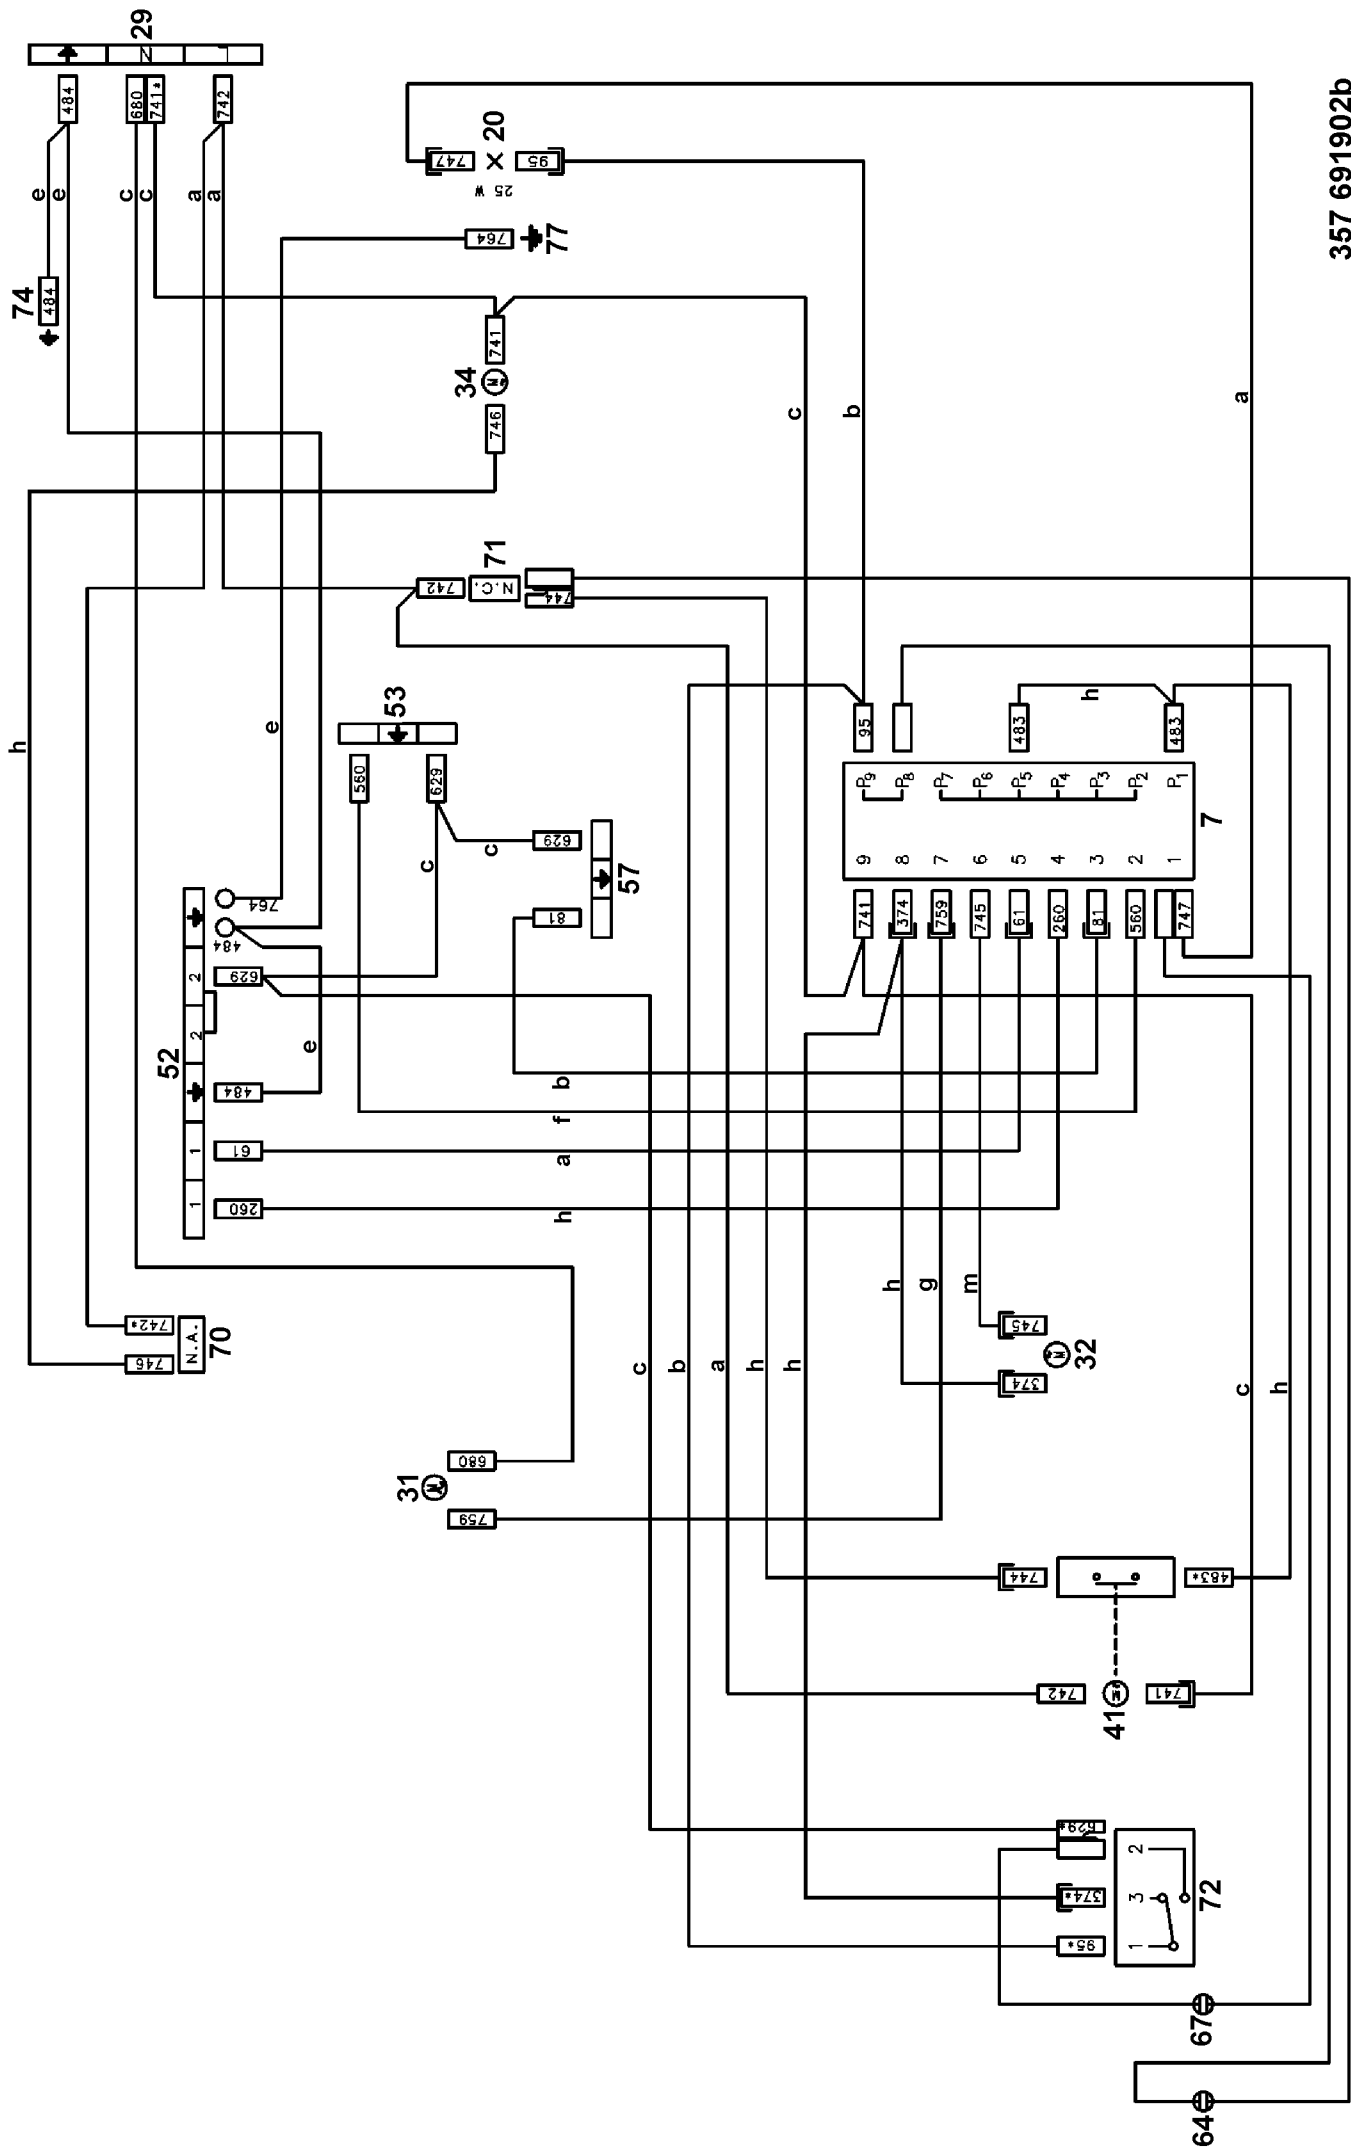 29
N
L
484
680
741*
742
e
e
c
c
a
a
74
484
747
20
95
25 W
764
77
357 691902b
34
741
746
h
c
b
a
742
N.C.
71
744
e
53
560
629
c
c
629
57
81
52
764
484
629
2
2
484
1
61
1
260
e
95
483
483
h
P9
P8
P7
P6
P5
P4
P3
P2
P1
9
8
7
6
5
4
3
2
1
7
741
374
759
745
61
260
81
560
747
b
f
a
h
742*
746
N.A.
70
h
g
m
745
374
32
c
b
a
h
h
c
h
31
680
759
744
483*
742
41
741
629*
374*
95*
2
3
1
72
67
64